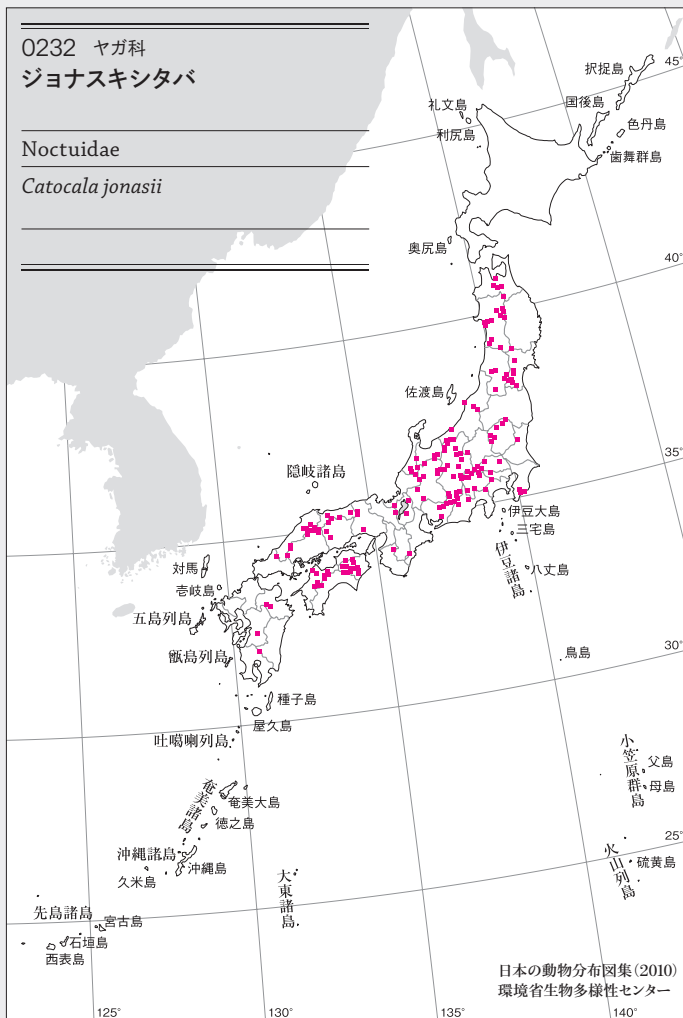 0232 ヤガ科
ジョナスキシタバ
Noctuidae
Catocala jonasii
45°
択捉島
国後島
礼文島
色丹島
利尻島
歯舞群島
奥尻島
40°
佐渡島
35°
隠岐諸島
伊豆大島
三宅島
伊豆諸島
八丈島
対馬
壱岐島
五島列島
甑島列島
鳥島
30°
種子島
屋久島
吐噶喇列島
小笠原群島
父島
母島
奄美諸島
奄美大島
徳之島
25°
沖縄諸島
沖縄島
久米島
火山列島
硫黄島
大東諸島
先島諸島
宮古島
石垣島
西表島
日本の動物分布図集(2010)
環境省生物多様性センター
125°
130°
135°
140°